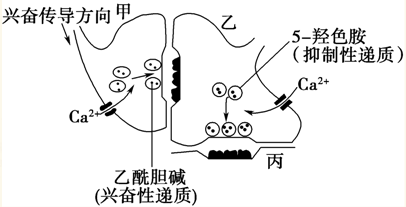 兴奋传导方向 甲
乙
5-羟色胺
(抑制性递质)
Ca²⁺
Ca²⁺
丙
乙酰胆碱
(兴奋性递质)